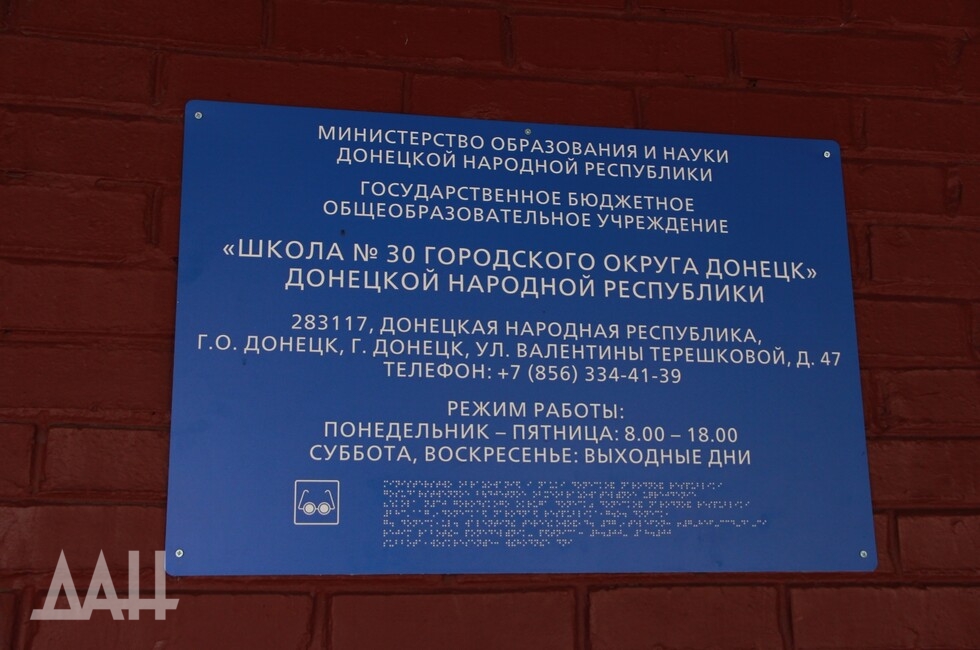 МИНИСТЕРСТВО ОБРАЗОВАНИЯ И НАУКИ
ДОНЕЦКОЙ НАРОДНОЙ РЕСПУБЛИКИ
ГОСУДАРСТВЕННОЕ БЮДЖЕТНОЕ
ОБЩЕОБРАЗОВАТЕЛЬНОЕ УЧРЕЖДЕНИЕ
«ШКОЛА № 30 ГОРОДСКОГО ОКРУГА ДОНЕЦК»
ДОНЕЦКОЙ НАРОДНОЙ РЕСПУБЛИКИ
283117, ДОНЕЦКАЯ НАРОДНАЯ РЕСПУБЛИКА,
Г.О. ДОНЕЦК, Г. ДОНЕЦК, УЛ. ВАЛЕНТИНЫ ТЕРЕШКОВОЙ, Д. 47
ТЕЛЕФОН: +7 (856) 334-41-39
РЕЖИМ РАБОТЫ:
ПОНЕДЕЛЬНИК – ПЯТНИЦА: 8.00 – 18.00
СУББОТА, ВОСКРЕСЕНЬЕ: ВЫХОДНЫЕ ДНИ
ДАН